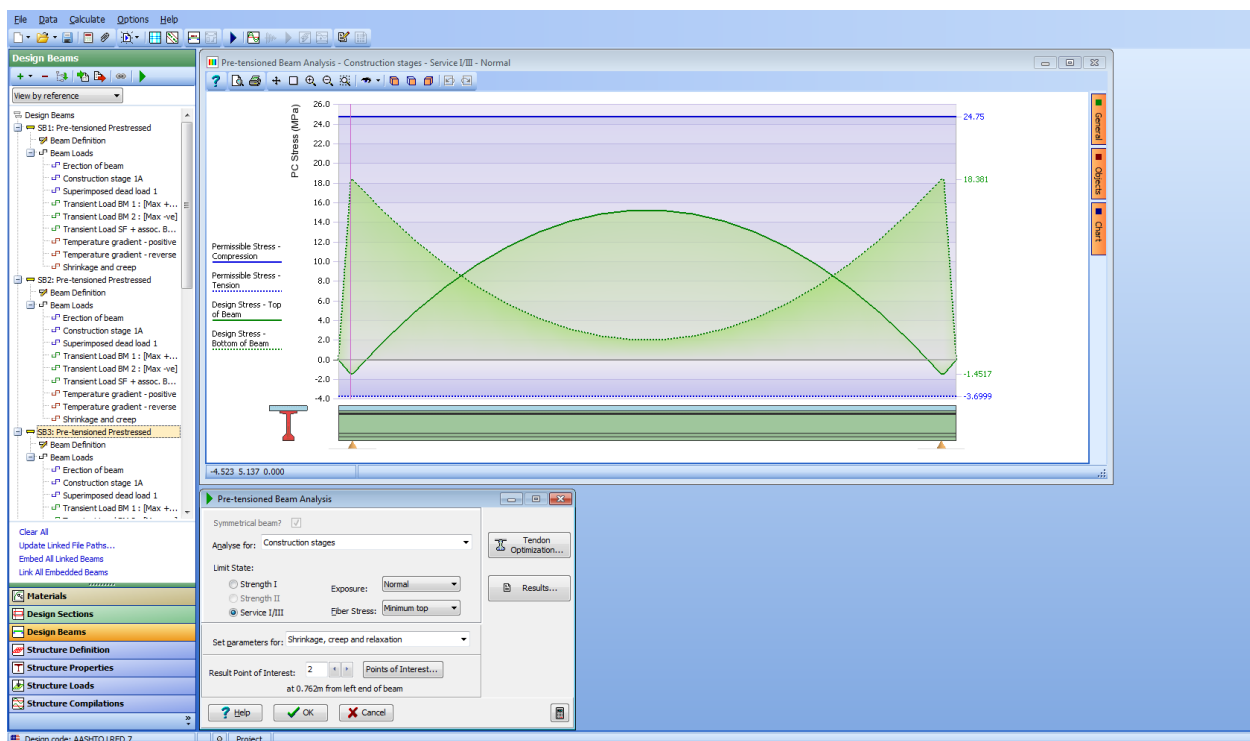 File Data Calculate Options Help
Design Beams
View by reference
Design Beams
SB1: Pre-tensioned Prestressed
Beam Definition
Beam Loads
Erection of beam
Construction stage 1A
Superimposed dead load 1
Transient Load BM 1 : [Max +...
Transient Load BM 2 : [Max -ve]
Transient Load SF + assoc. B...
Temperature gradient - positive
Temperature gradient - reverse
Shrinkage and creep
SB2: Pre-tensioned Prestressed
Beam Definition
Beam Loads
Erection of beam
Construction stage 1A
Superimposed dead load 1
Transient Load BM 1 : [Max +...
Transient Load BM 2 : [Max -ve]
Transient Load SF + assoc. B...
Temperature gradient - positive
Temperature gradient - reverse
Shrinkage and creep
SB3: Pre-tensioned Prestressed
Beam Definition
Beam Loads
Erection of beam
Construction stage 1A
Superimposed dead load 1
Transient Load BM 1 : [Max +...
Clear All
Update Linked File Paths...
Embed All Linked Beams
Link All Embedded Beams
Materials
Design Sections
Design Beams
Structure Definition
Structure Properties
Structure Loads
Structure Compilations
Design code: AASHTO LRFD 7
0 Project
Pre-tensioned Beam Analysis - Construction stages - Service I/III - Normal
PC Stress (MPa)
26.0
24.0
22.0
20.0
18.0
16.0
14.0
12.0
10.0
8.0
6.0
4.0
2.0
0.0
-2.0
-4.0
24.75
18.381
-1.4517
-3.6999
Permissible Stress -
Compression
Permissible Stress -
Tension
Design Stress - Top
of Beam
Design Stress -
Bottom of Beam
General
Objects
Chart
-4.523 5.137 0.000
Pre-tensioned Beam Analysis
Symmetrical beam?
Analyse for: Construction stages
Tendon
Optimization...
Limit State:
Strength I
Exposure: Normal
Results...
Strength II
Service I/III
Fiber Stress: Minimum top
Set parameters for: Shrinkage, creep and relaxation
Result Point of Interest: 2 Points of Interest...
at 0.762m from left end of beam
Help OK Cancel